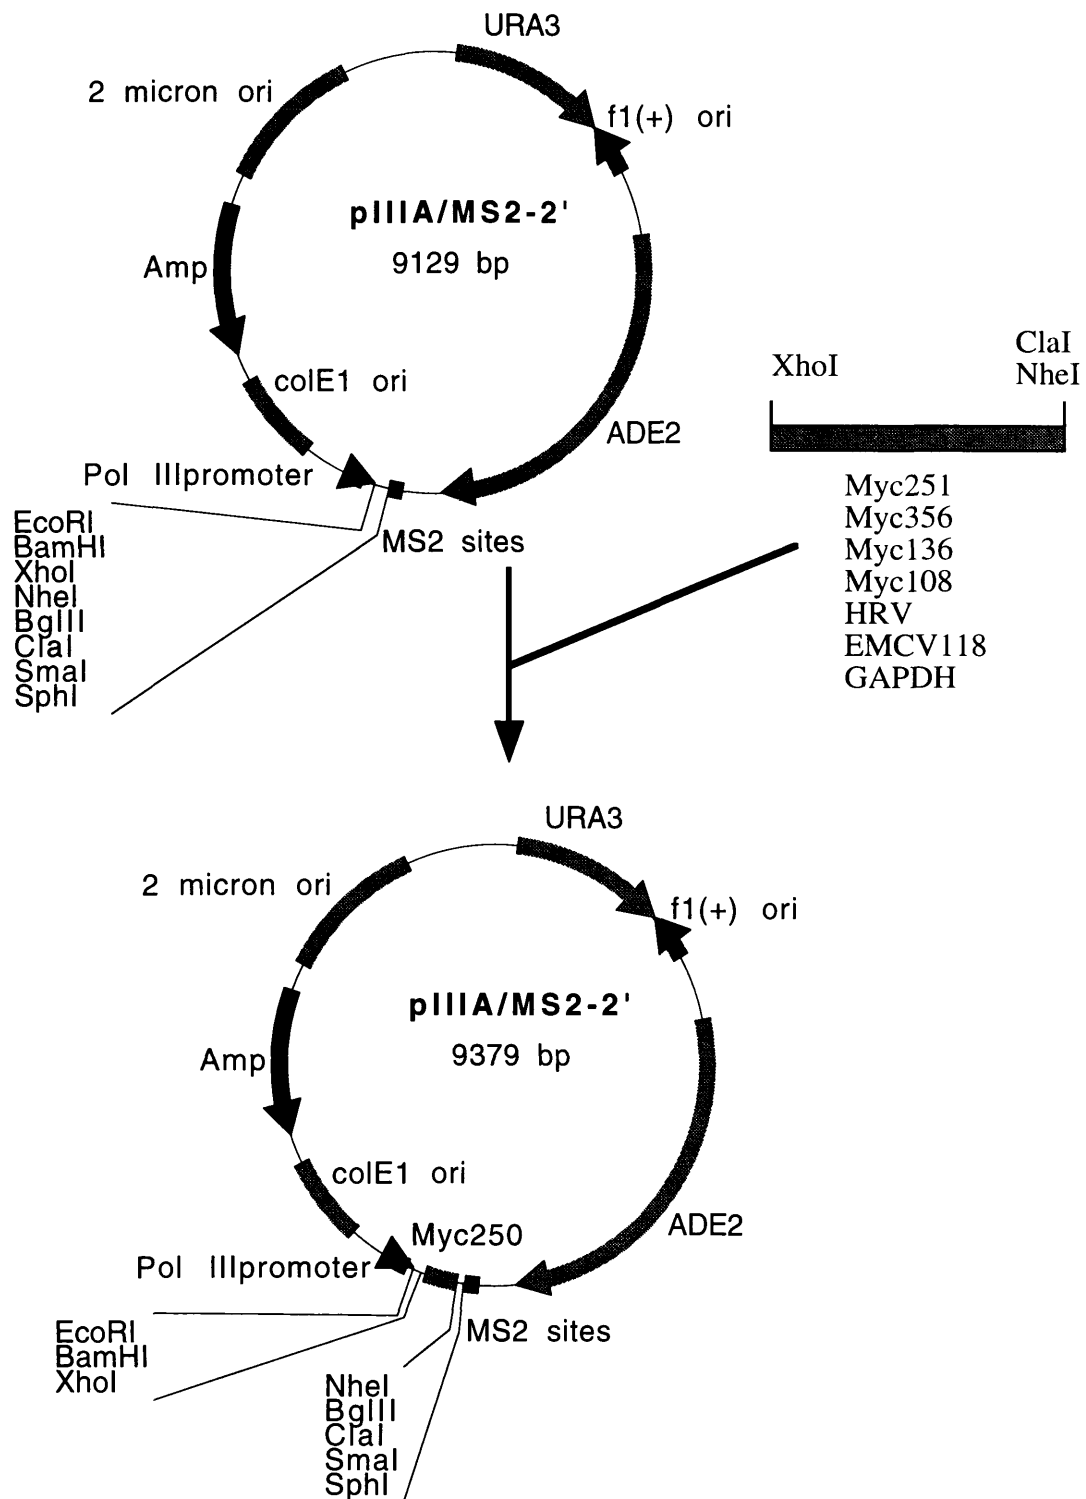 URA3
2 micron ori
f1(+) ori
pIIIA/MS2-2'
9129 bp
Amp
colE1 ori
ADE2
Pol IIIpromoter
EcoRI
BamHI
XhoI
NheI
BglII
ClaI
SmaI
SphI
MS2 sites
XhoI
ClaI
NheI
Myc251
Myc356
Myc136
Myc108
HRV
EMCV118
GAPDH
URA3
2 micron ori
f1(+) ori
pIIIA/MS2-2'
9379 bp
Amp
colE1 ori
Myc250
ADE2
Pol IIIpromoter
MS2 sites
EcoRI
BamHI
XhoI
NheI
BglII
ClaI
SmaI
SphI